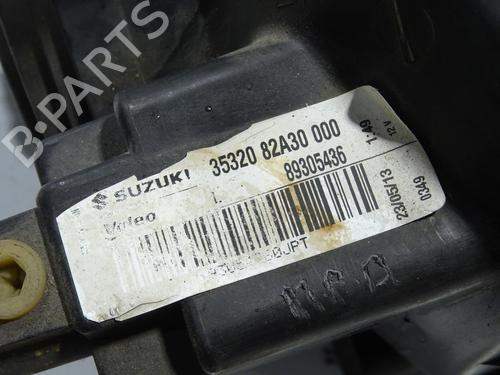 B-PARTS
SUZUKI 35320 82A30 000
Valeo
89305436
1:49
12V
23/05/13
0349